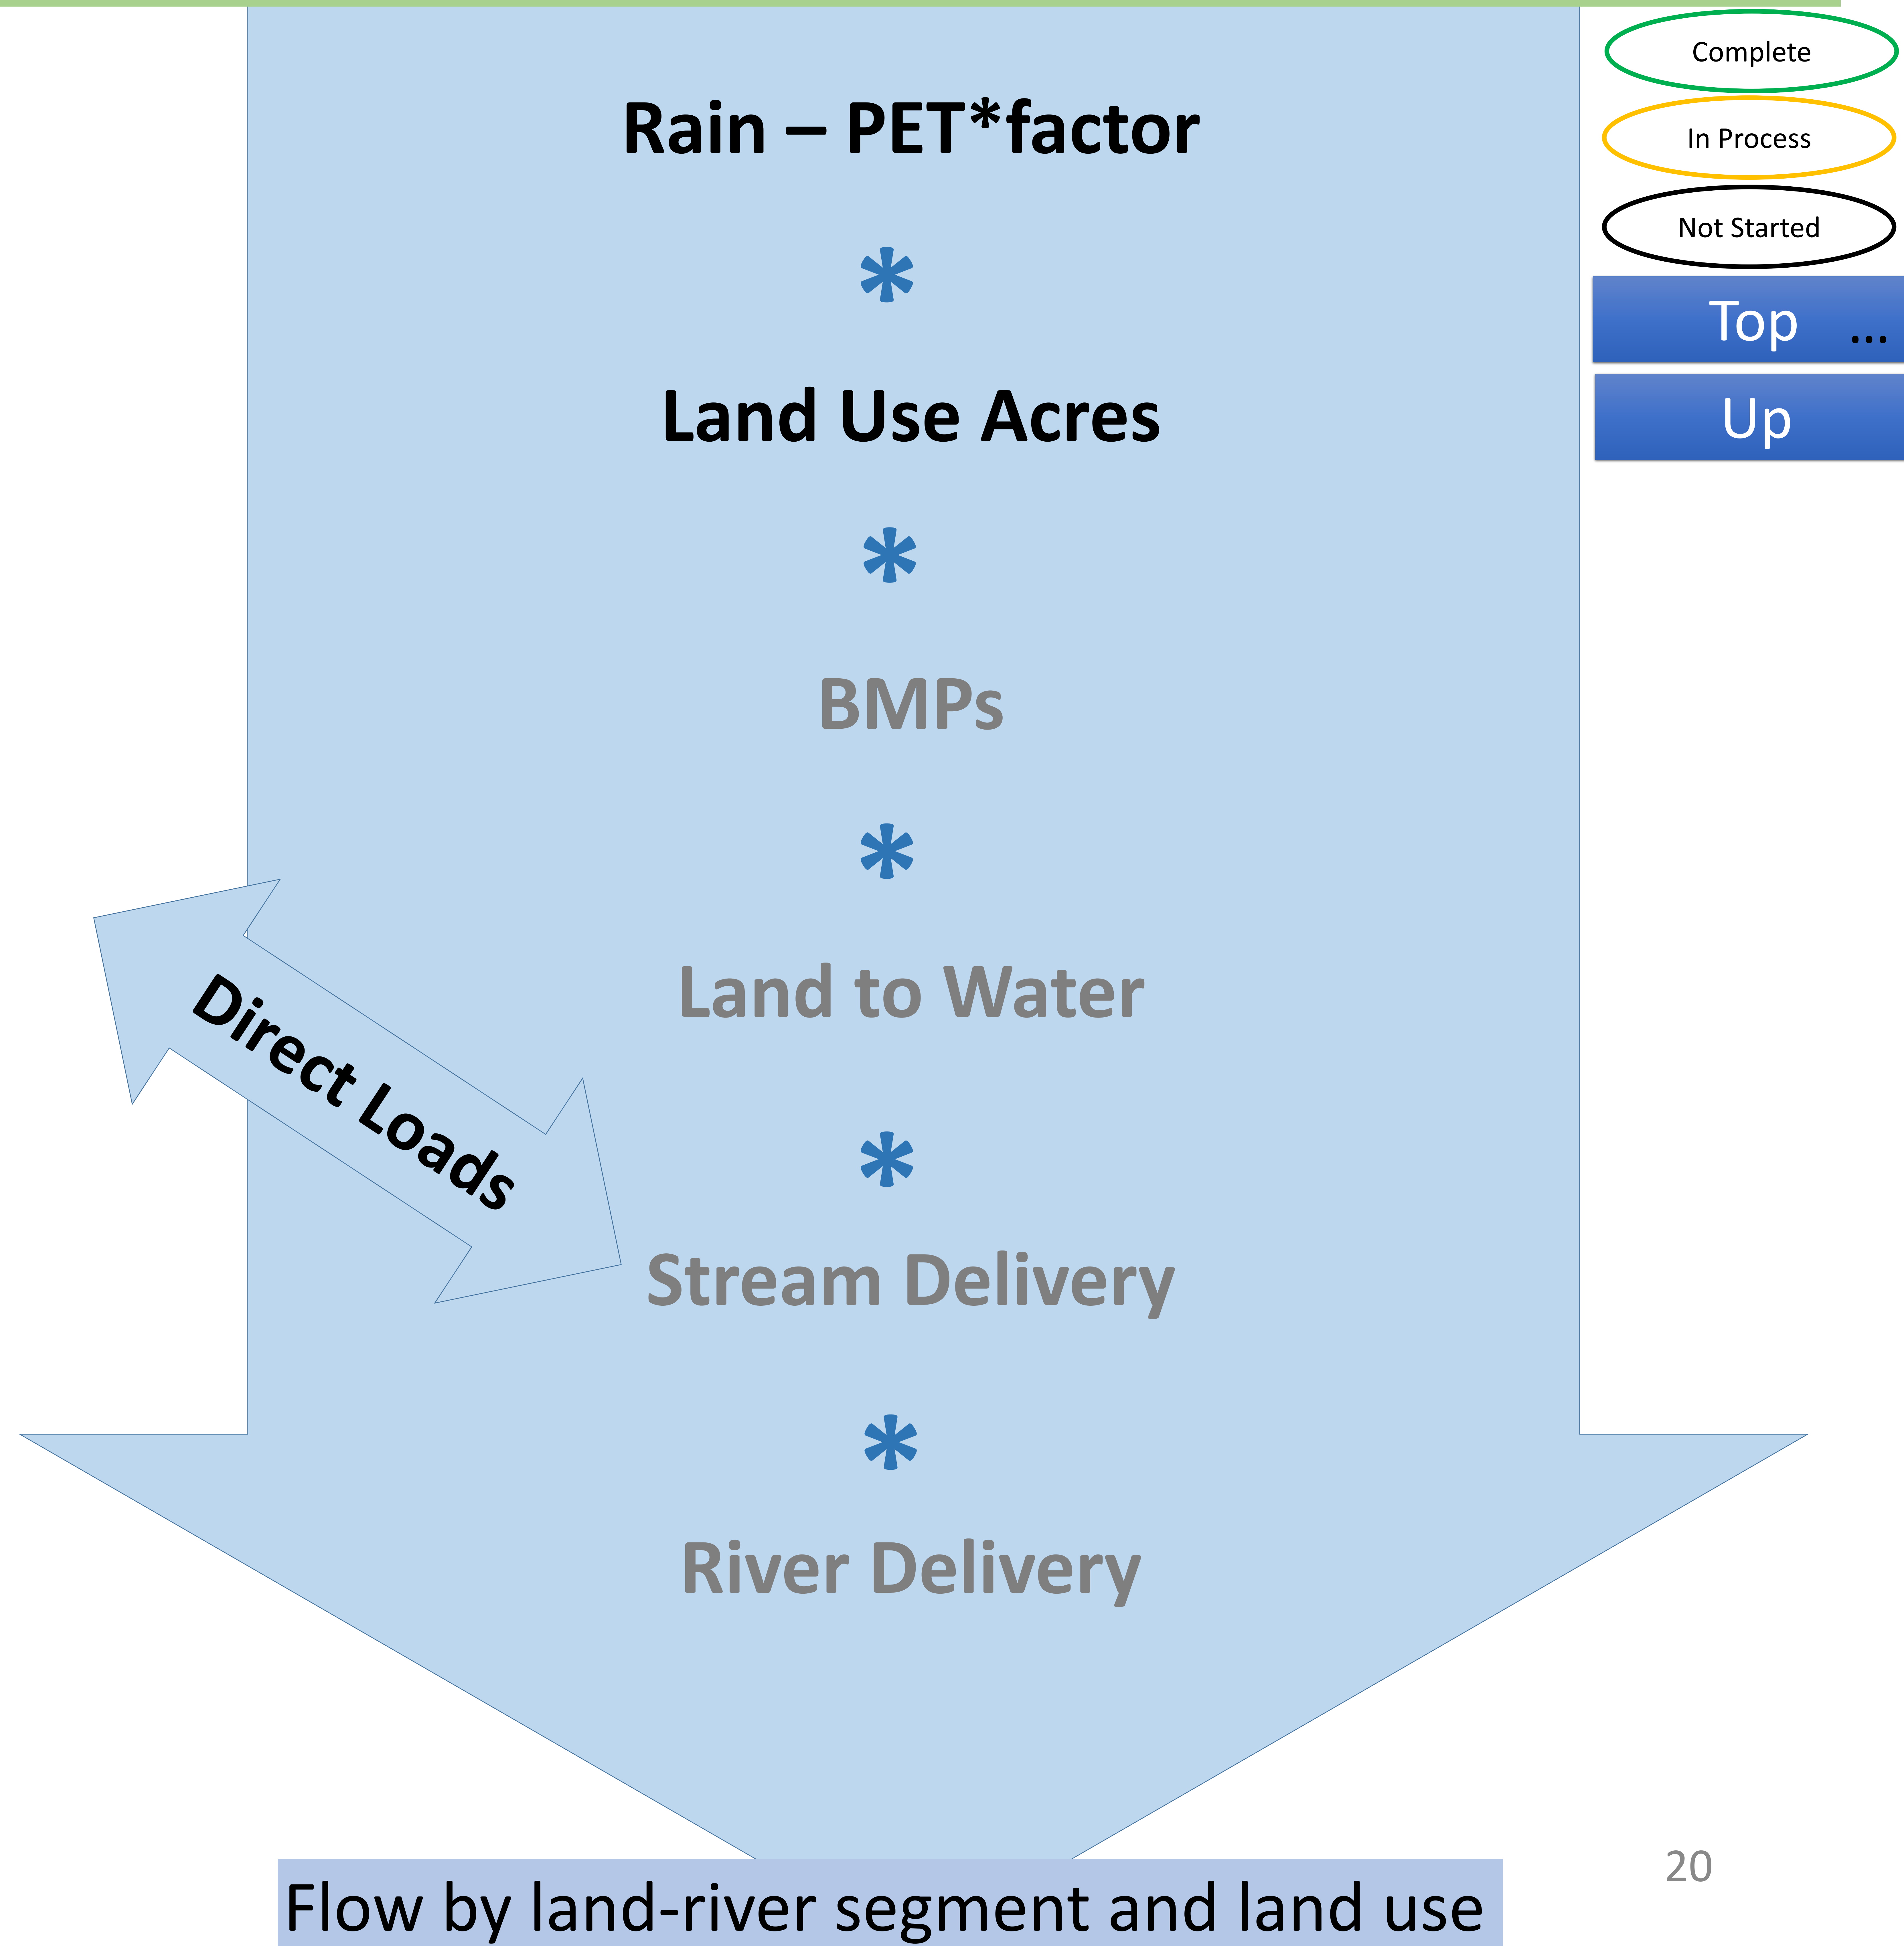 Rain – PET*factor
*
Land Use Acres
*
BMPs
*
Land to Water
*
Direct Loads
Stream Delivery
*
River Delivery
Flow by land-river segment and land use
Complete
In Process
Not Started
Top ...
Up
20